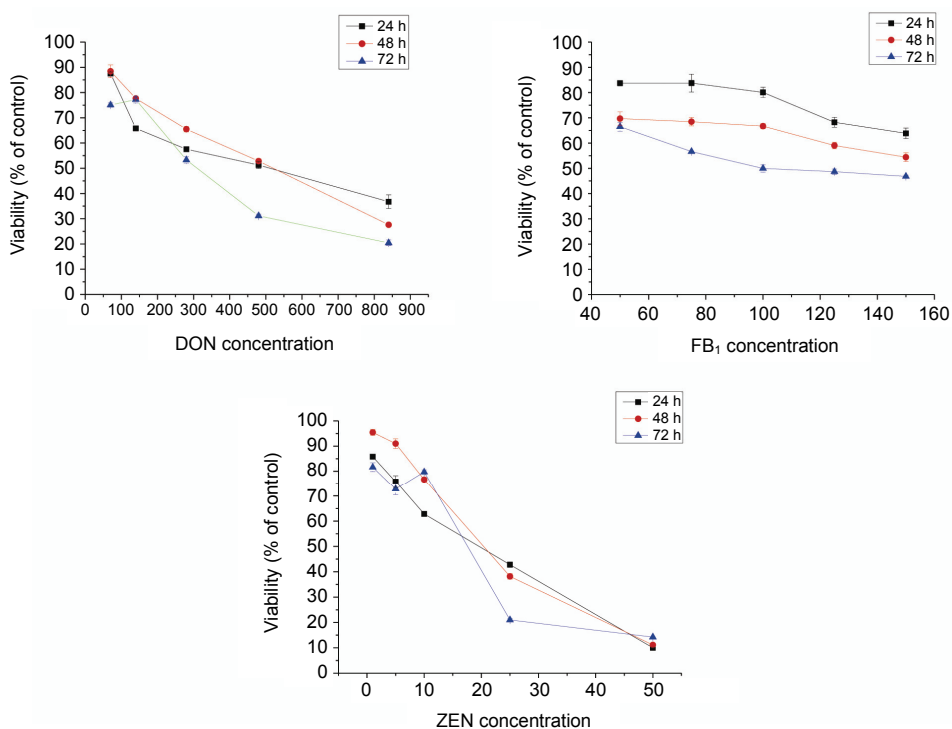 24 h
48 h
72 h
100
90
80
70
60
50
40
30
20
10
0
Viability (% of control)
0 100 200 300 400 500 600 700 800 900
DON concentration
24 h
48 h
72 h
100
90
80
70
60
50
40
30
20
10
0
Viability (% of control)
40 60 80 100 120 140 160
FB₁ concentration
24 h
48 h
72 h
100
90
80
70
60
50
40
30
20
10
0
Viability (% of control)
0 10 20 30 40 50
ZEN concentration